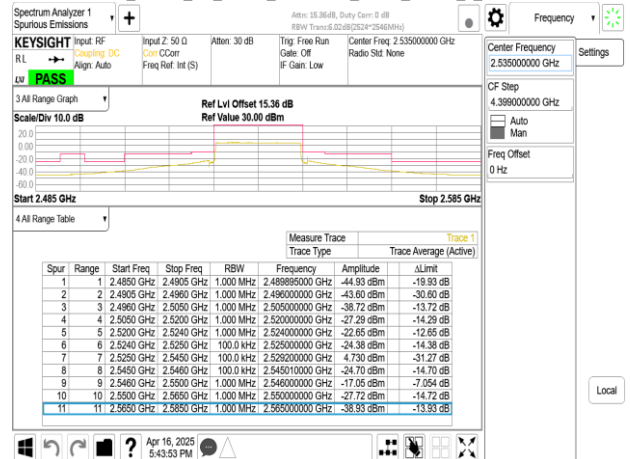 Spectrum Analyzer 1
Spurious Emissions
Attn: 15.36dB, Duty Corr: 0 dB
RBW Trans:6.02dB(2524~2546MHz)
Frequency
KEYSIGHT Input: RF Input Z: 50 Ω Atten: 30 dB Trig: Free Run Center Freq: 2.535000000 GHz
RL Coupling: DC Corr CCorr Gate: Off Radio Std: None
Align: Auto Freq Ref: Int (S) IF Gain: Low
LXI PASS
Center Frequency
2.535000000 GHz
Settings
CF Step
4.399000000 GHz
Auto
Man
Freq Offset
0 Hz
3 All Range Graph
Ref Lvl Offset 15.36 dB
Scale/Div 10.0 dB Ref Value 30.00 dBm
20.0
0.00
-20.0
-40.0
-60.0
Start 2.485 GHz Stop 2.585 GHz
4 All Range Table
Measure Trace Trace 1
Trace Type Trace Average (Active)
Spur Range Start Freq Stop Freq RBW Frequency Amplitude ΔLimit
1 1 2.4850 GHz 2.4905 GHz 1.000 MHz 2.489895000 GHz -44.93 dBm -19.93 dB
2 2 2.4905 GHz 2.4960 GHz 1.000 MHz 2.496000000 GHz -43.60 dBm -30.60 dB
3 3 2.4960 GHz 2.5050 GHz 1.000 MHz 2.505000000 GHz -38.72 dBm -13.72 dB
4 4 2.5050 GHz 2.5200 GHz 1.000 MHz 2.520000000 GHz -27.29 dBm -14.29 dB
5 5 2.5200 GHz 2.5240 GHz 1.000 MHz 2.524000000 GHz -22.65 dBm -12.65 dB
6 6 2.5240 GHz 2.5250 GHz 100.0 kHz 2.525000000 GHz -24.38 dBm -14.38 dB
7 7 2.5250 GHz 2.5450 GHz 100.0 kHz 2.529200000 GHz 4.730 dBm -31.27 dB
8 8 2.5450 GHz 2.5460 GHz 100.0 kHz 2.545010000 GHz -24.70 dBm -14.70 dB
9 9 2.5460 GHz 2.5500 GHz 1.000 MHz 2.546000000 GHz -17.05 dBm -7.054 dB
10 10 2.5500 GHz 2.5650 GHz 1.000 MHz 2.550000000 GHz -27.72 dBm -14.72 dB
11 11 2.5650 GHz 2.5850 GHz 1.000 MHz 2.565000000 GHz -38.93 dBm -13.93 dB
Local
Apr 16, 2025
5:43:53 PM